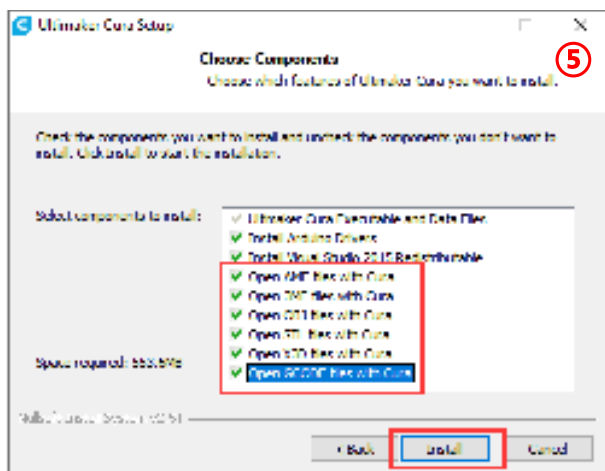 Ultimaker Cura Setup
Choose Components
⑤
Choose which features of Ultimaker Cura you want to install.
Check the components you want to install and uncheck the components you don't want to
install. Click Install to start the installation.
Select components to install:
Ultimaker Cura Executable and Data Files
Install Arduino Drivers
Install Visual Studio 2015 Redistributable
Open AMF files with Cura
Open 3MF files with Cura
Open OBJ files with Cura
Open STL files with Cura
Open X3D files with Cura
Open GCODE files with Cura
Space required:
Nullsoft Install System
< Back
Install
Cancel